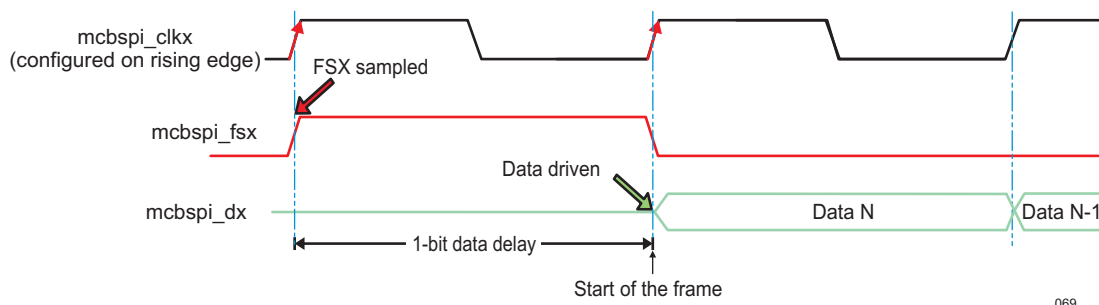 mcbspi_clkx
(configured on rising edge)
FSX sampled
mcbspi_fsx
Data driven
mcbspi_dx
Data N
Data N-1
1-bit data delay
Start of the frame
069